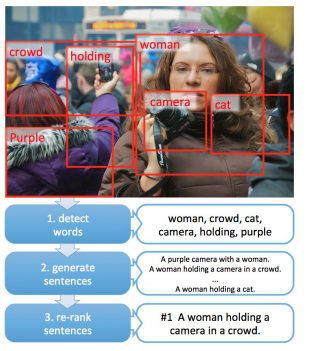 crowd
holding
woman
camera
cat
Purple
1. detect
words
woman, crowd, cat,
camera, holding, purple
2. generate
sentences
A purple camera with a woman.
A woman holding a camera in a crowd.
...
A woman holding a cat.
3. re-rank
sentences
#1 A woman holding a
camera in a crowd.